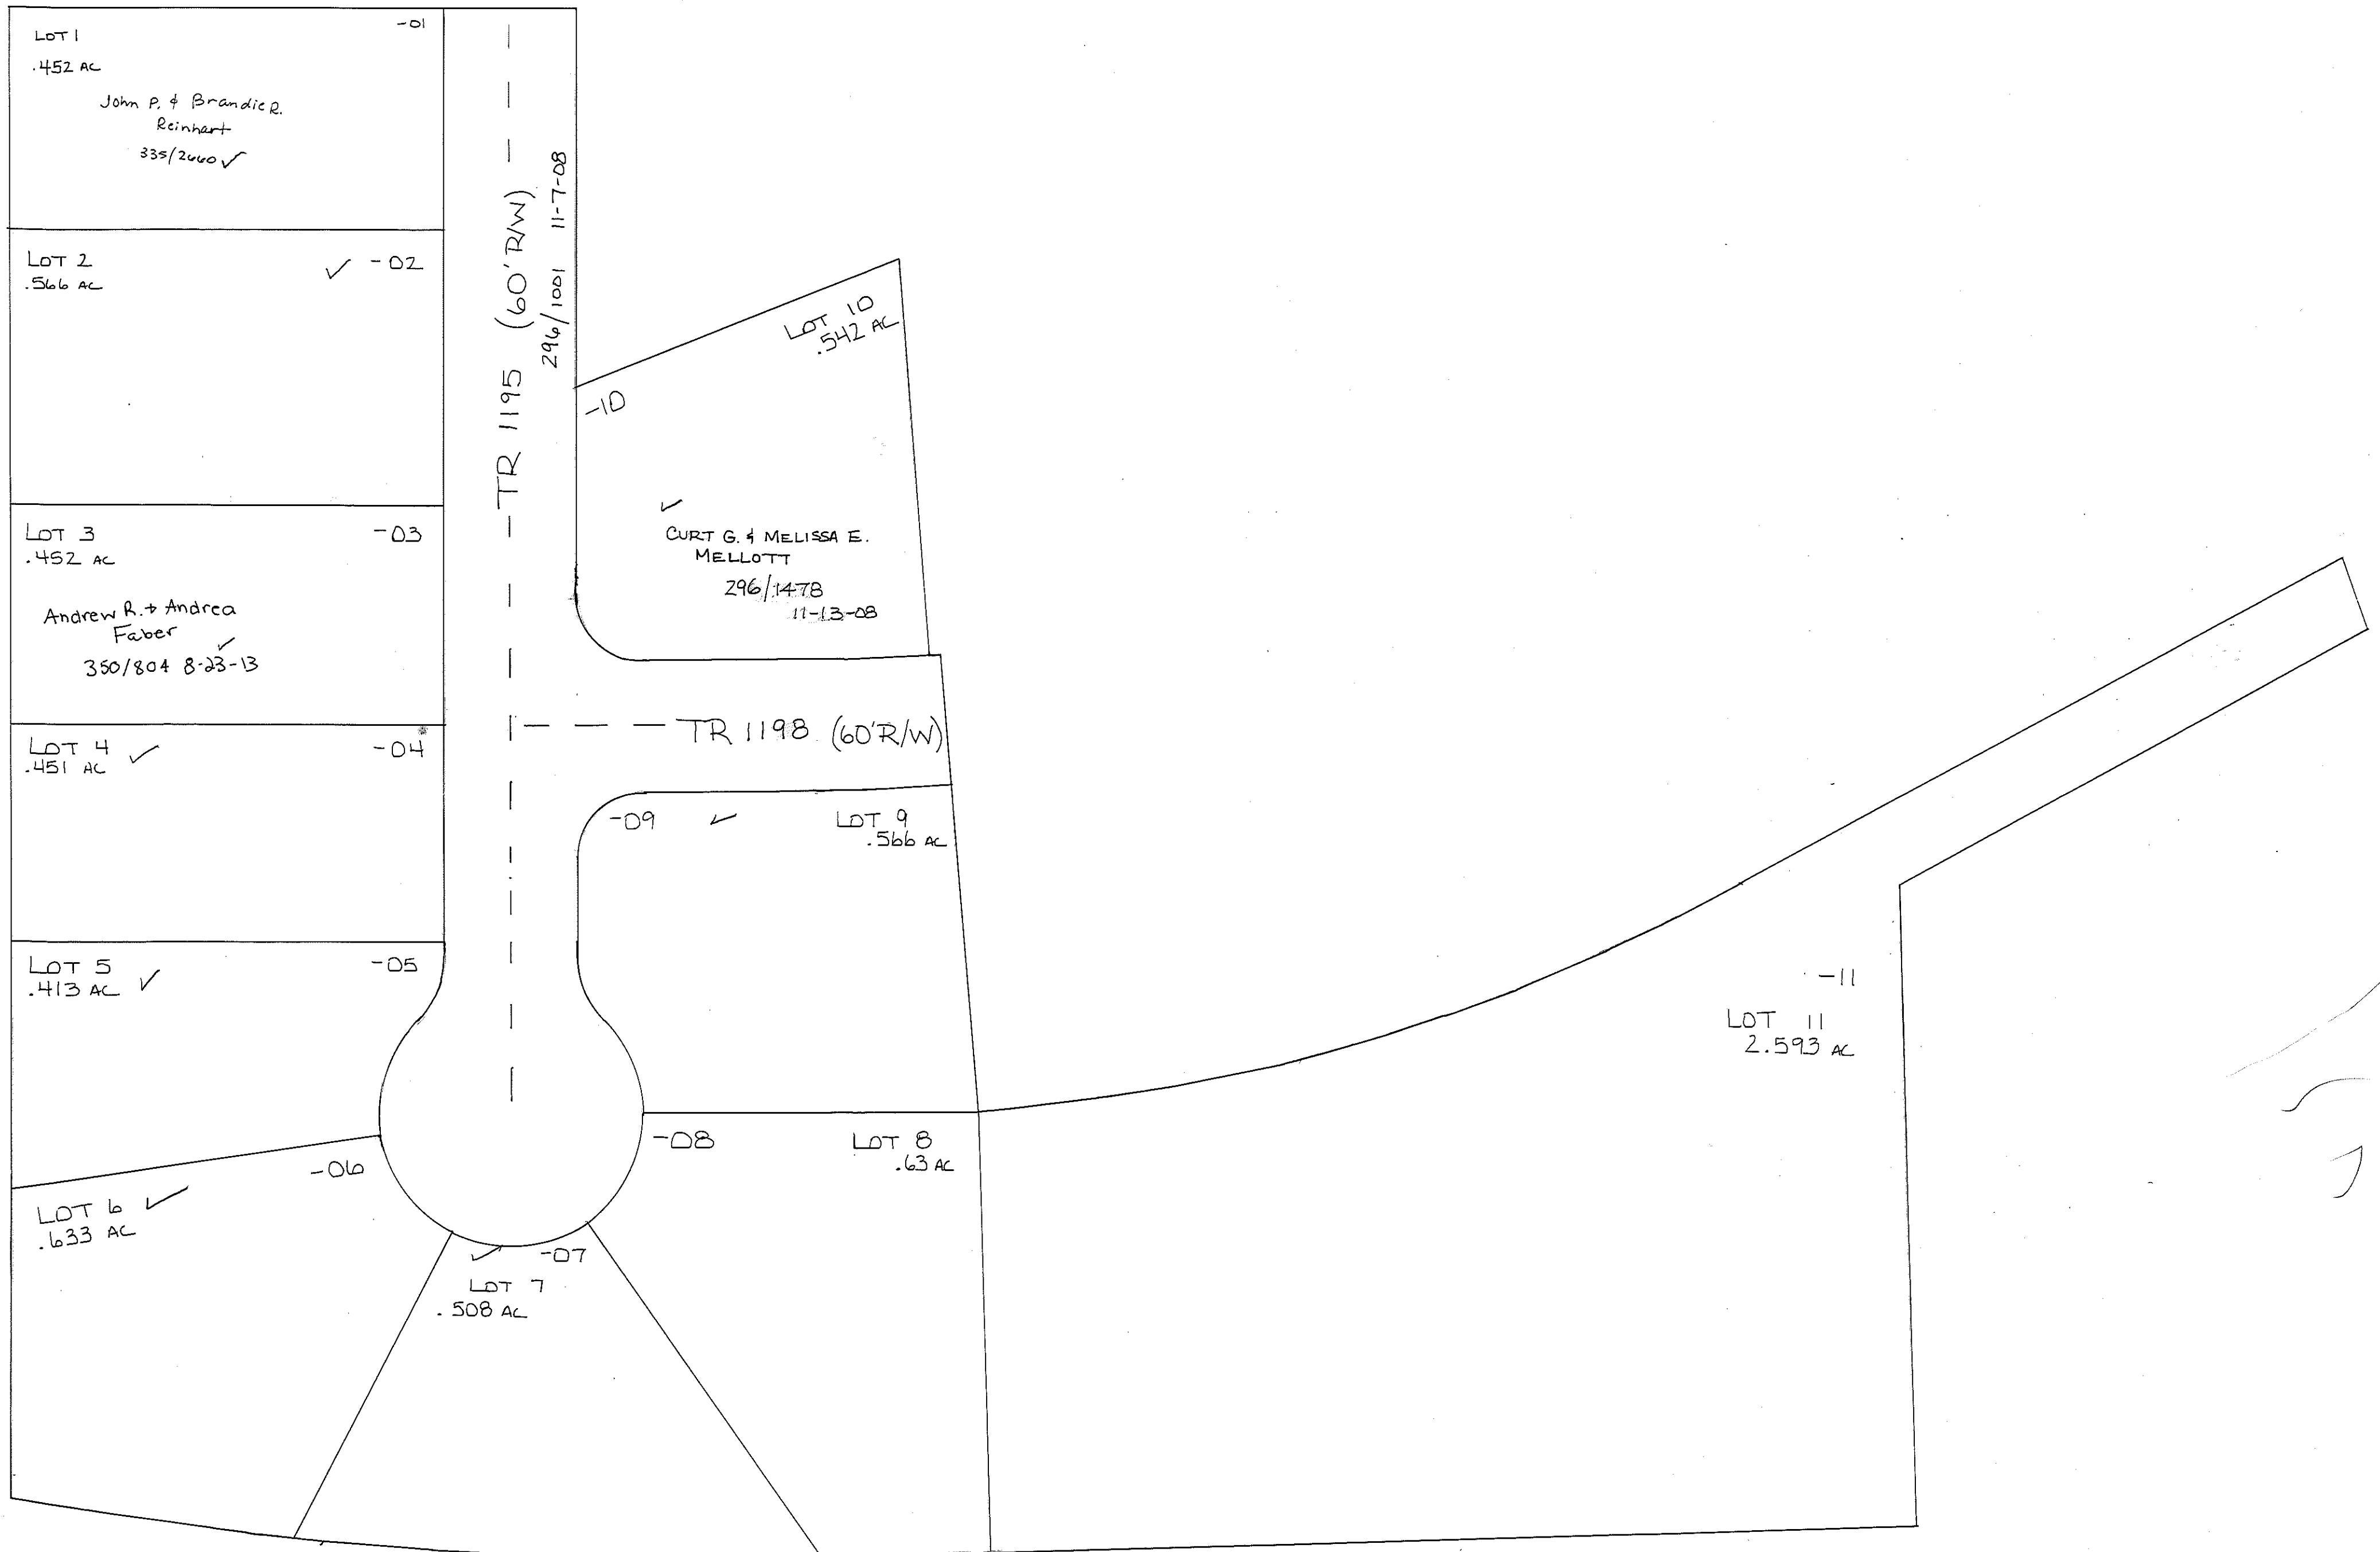 LOT 1
-01
.452 AC
John P. & Brandie R.
Reinhart
335/2660 ✓
LOT 2
✓ -02
.566 AC
LOT 3
-03
.452 AC
Andrew R. + Andrea
Faber ✓
350/804 8-23-13
LOT 4 ✓
-04
.451 AC
LOT 5 ✓
-05
.413 AC
-06
LOT 6 ✓
.633 AC
✓ -07
LOT 7
.508 AC
-08
LOT 8
.63 AC
-09 ✓
LOT 9
.566 AC
TR 1195 (60' R/W)
296/1001 11-7-08
LOT 10
.542 AC
-10
✓
CURT G. & MELISSA E.
MELLOTT
296/1478
11-13-08
TR 1198 (60' R/W)
-11
LOT 11
2.593 AC